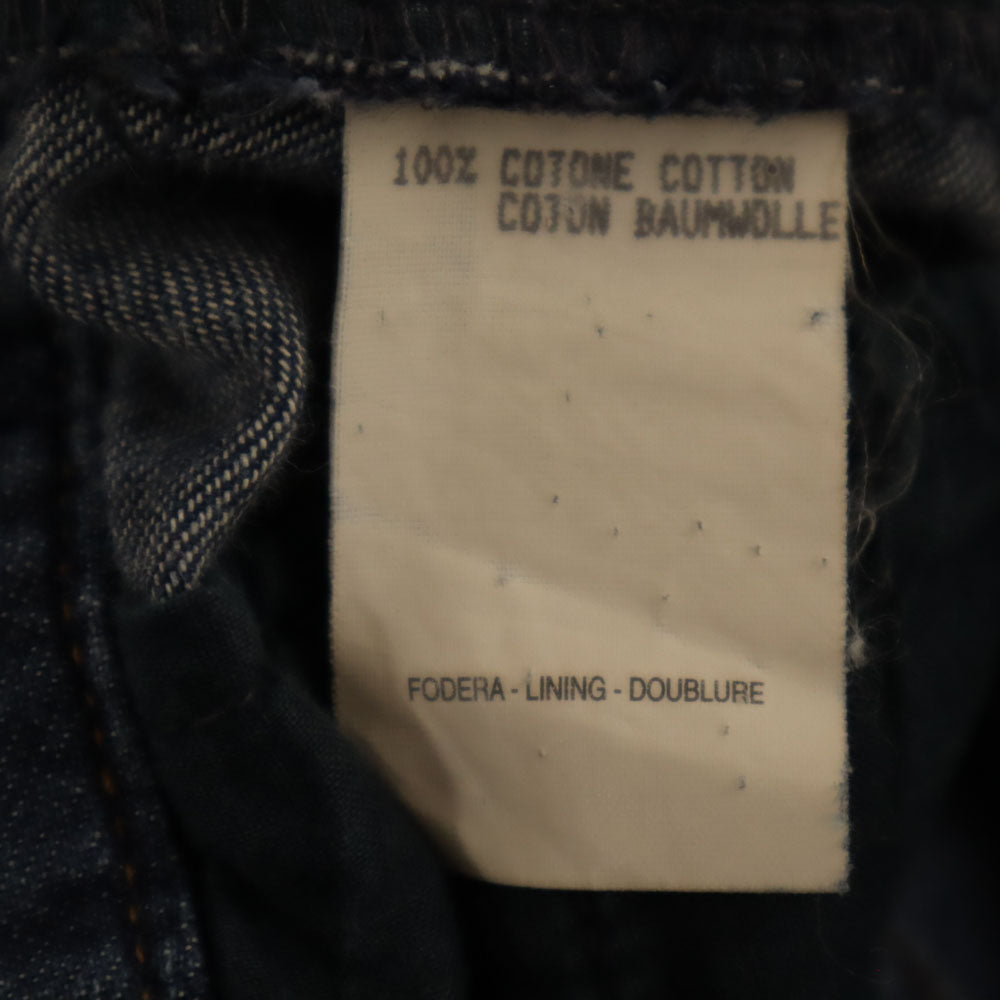 100% COTONE COTTON
COTON BAUMWOLLE
FODERA - LINING - DOUBLURE